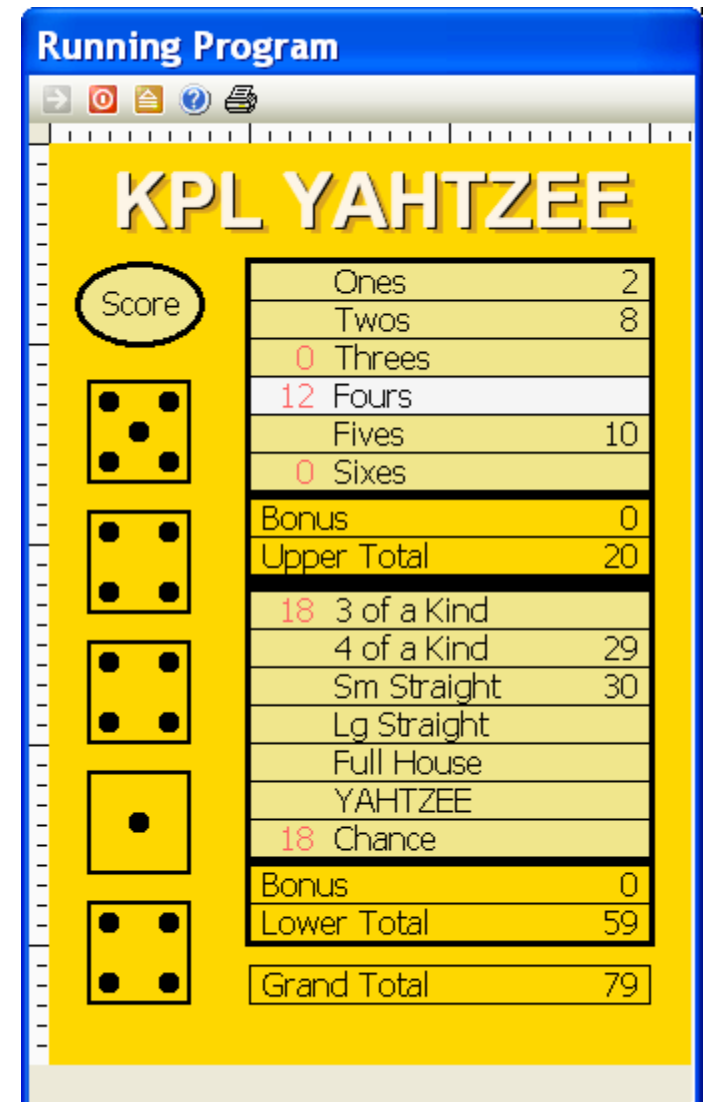 Running Program
KPL YAHTZEE
Score
Ones 2
Twos 8
0 Threes
12 Fours
Fives 10
0 Sixes
Bonus 0
Upper Total 20
18 3 of a Kind
4 of a Kind 29
Sm Straight 30
Lg Straight
Full House
YAHTZEE
18 Chance
Bonus 0
Lower Total 59
Grand Total 79